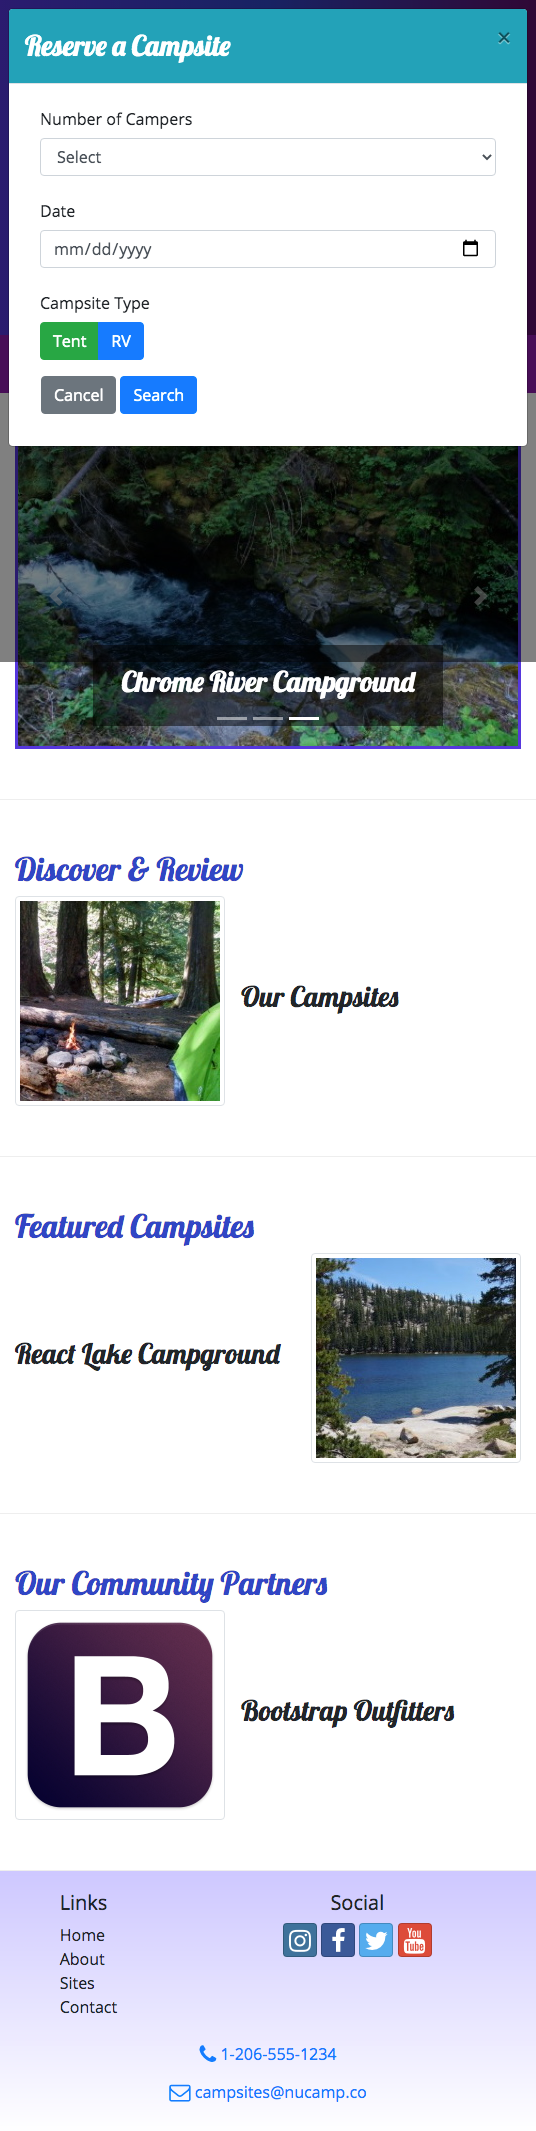 Reserve a Campsite
×
Number of Campers
Select
Date
mm/dd/yyyy
Campsite Type
Tent RV
Cancel Search
Chrome River Campground
Discover & Review
Our Campsites
Featured Campsites
React Lake Campground
Our Community Partners
B
Bootstrap Outfitters
Links Social
You Tube
Home
About
Sites
Contact
1-206-555-1234
campsites@nucamp.co